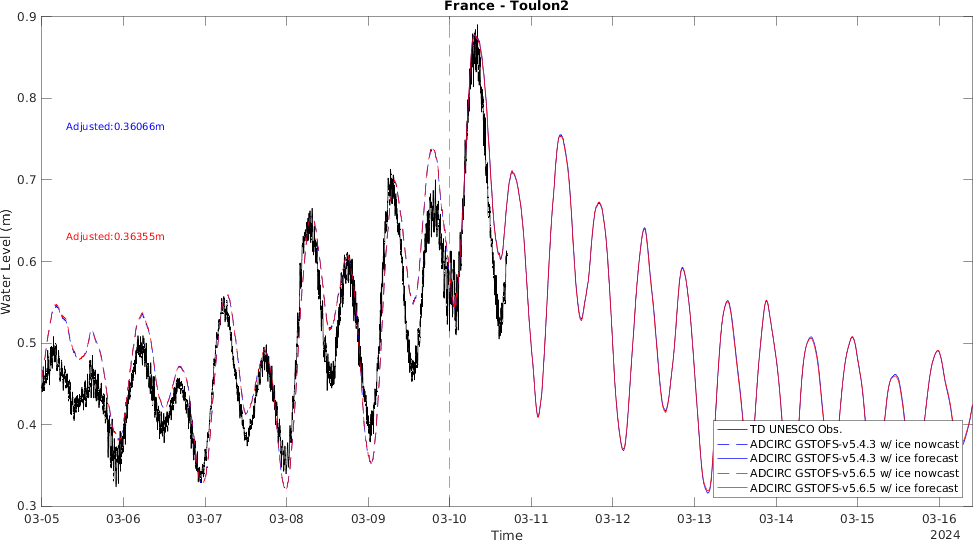 France - Toulon2
0.9
0.8
0.7
0.6
0.5
0.4
0.3
Water Level (m)
Adjusted:0.36066m
Adjusted:0.36355m
TD UNESCO Obs.
ADCIRC GSTOFS-v5.4.3 w/ ice nowcast
ADCIRC GSTOFS-v5.4.3 w/ ice forecast
ADCIRC GSTOFS-v5.6.5 w/ ice nowcast
ADCIRC GSTOFS-v5.6.5 w/ ice forecast
03-05 03-06 03-07 03-08 03-09 03-10 03-11 03-12 03-13 03-14 03-15 03-16
Time
2024